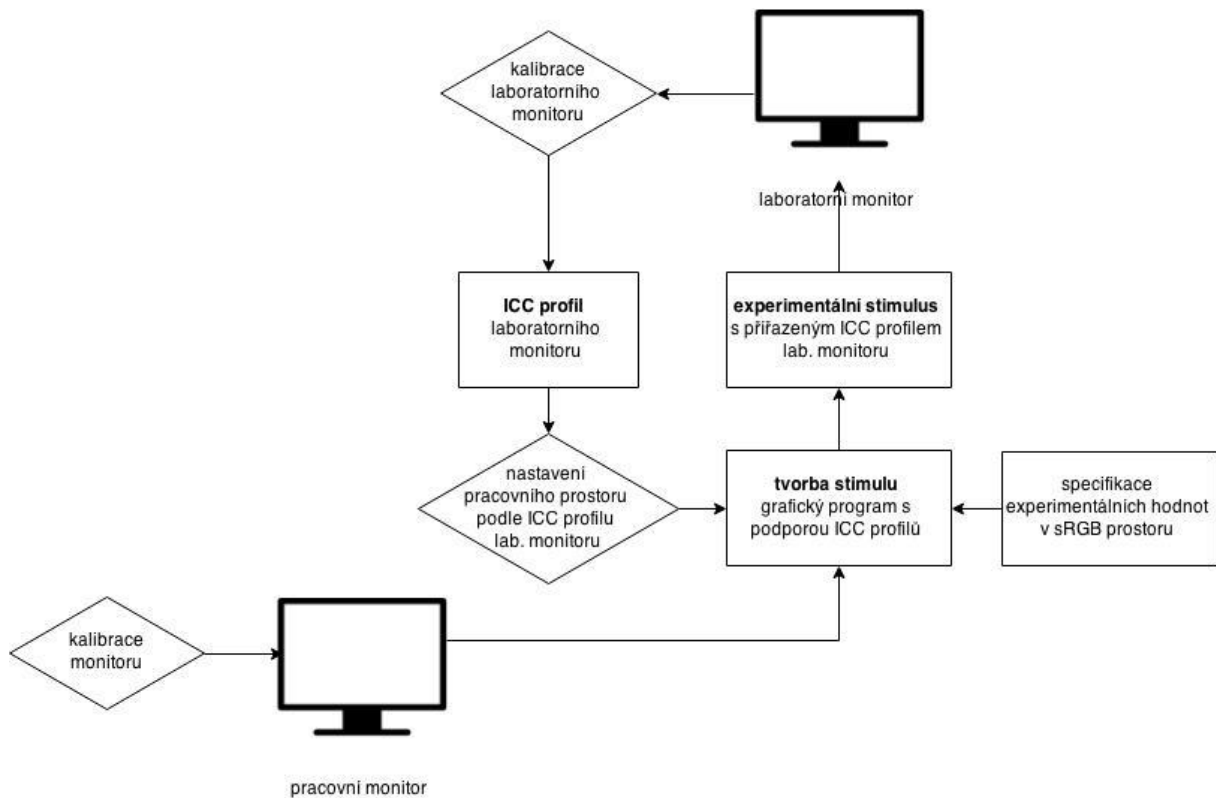 kalibrace
laboratorního
monitoru
laboratorní monitor
ICC profil
laboratorního
monitoru
experimentální stimulus
s přiřazeným ICC profilem
lab. monitoru
nastavení
pracovního prostoru
podle ICC profilu
lab. monitoru
tvorba stimulu
grafický program s
podporou ICC profilů
specifikace
experimentálních hodnot
v sRGB prostoru
kalibrace
monitoru
pracovní monitor